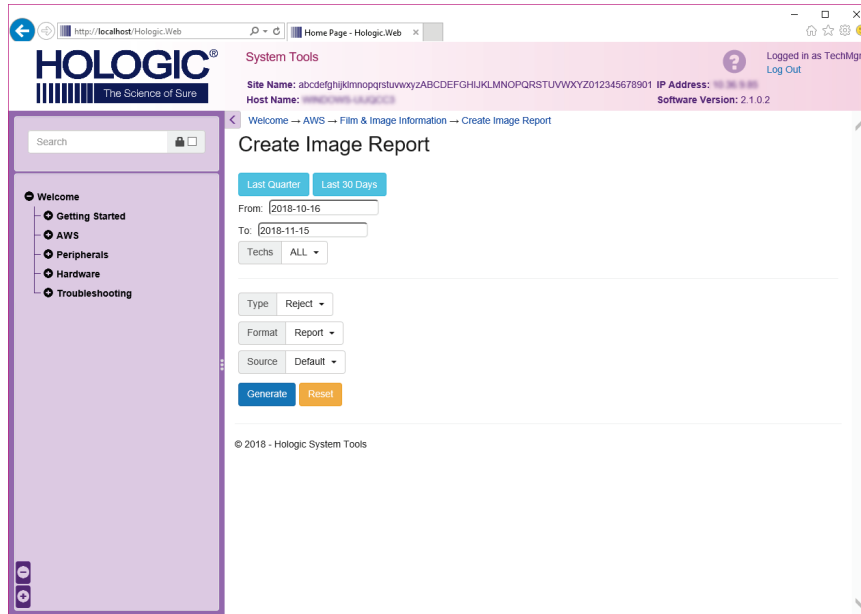 http://localhost/Hologic.Web
Home Page - Hologic.Web
HOLOGIC®
The Science of Sure
System Tools
Logged in as TechMgr
Log Out
Site Name: abcdefghijklmnopqrstuvwxyzABCDEFGHIJKLMNOPQRSTUVWXYZ012345678901 IP Address:
Host Name:
Software Version: 2.1.0.2
Search
Welcome → AWS → Film & Image Information → Create Image Report
Create Image Report
Last Quarter Last 30 Days
From: 2018-10-16
To: 2018-11-15
Techs ALL
Type Reject
Format Report
Source Default
Generate Reset
© 2018 - Hologic System Tools
Welcome
Getting Started
AWS
Peripherals
Hardware
Troubleshooting